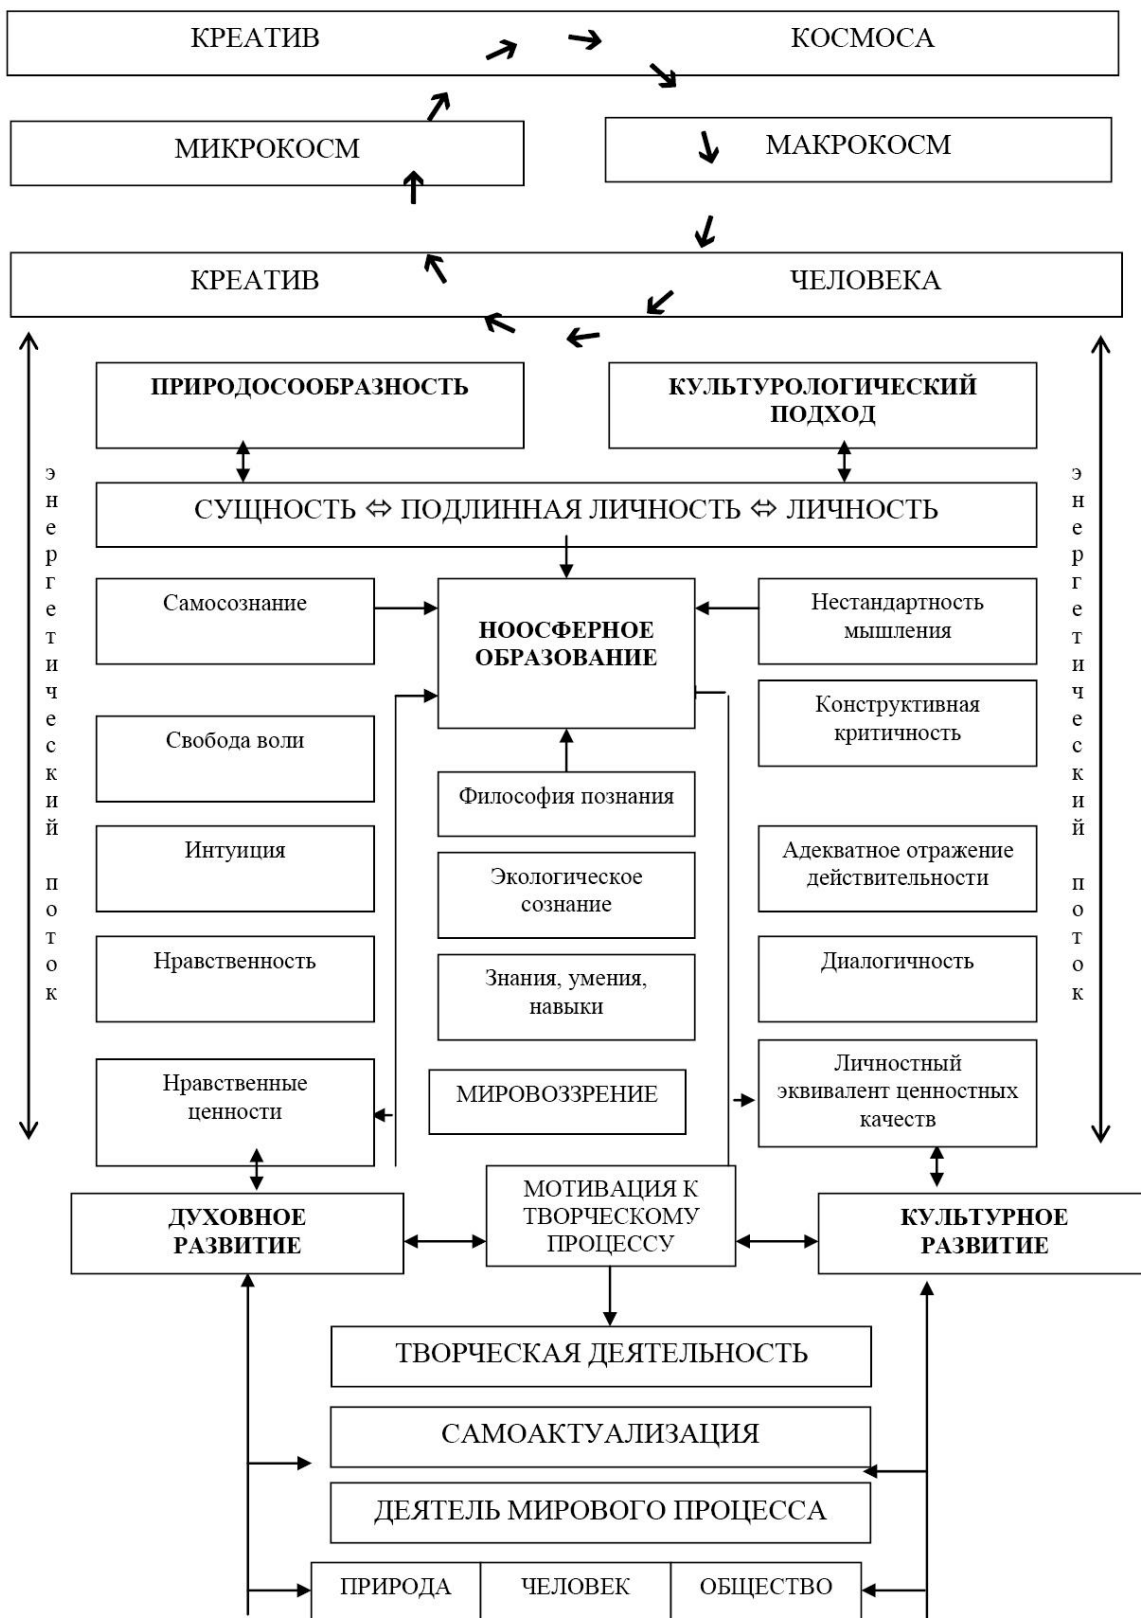 КРЕАТИВ КОСМОСА
МИКРОКОСМ
МАКРОКОСМ
КРЕАТИВ ЧЕЛОВЕКА
ПРИРОДОСООБРАЗНОСТЬ
КУЛЬТУРОЛОГИЧЕСКИЙ
ПОДХОД
энергетический поток
энергетический поток
СУЩНОСТЬ ⇔ ПОДЛИННАЯ ЛИЧНОСТЬ ⇔ ЛИЧНОСТЬ
Самосознание
НООСФЕРНОЕ
ОБРАЗОВАНИЕ
Нестандартность
мышления
Свобода воли
Конструктивная
критичность
Философия познания
Интуиция
Экологическое
сознание
Адекватное отражение
действительности
Нравственность
Знания, умения,
навыки
Диалогичность
Нравственные
ценности
МИРОВОЗЗРЕНИЕ
Личностный
эквивалент ценностных
качеств
ДУХОВНОЕ
РАЗВИТИЕ
МОТИВАЦИЯ К
ТВОРЧЕСКОМУ
ПРОЦЕССУ
КУЛЬТУРНОЕ
РАЗВИТИЕ
ТВОРЧЕСКАЯ ДЕЯТЕЛЬНОСТЬ
САМОАКТУАЛИЗАЦИЯ
ДЕЯТЕЛЬ МИРОВОГО ПРОЦЕССА
ПРИРОДА
ЧЕЛОВЕК
ОБЩЕСТВО